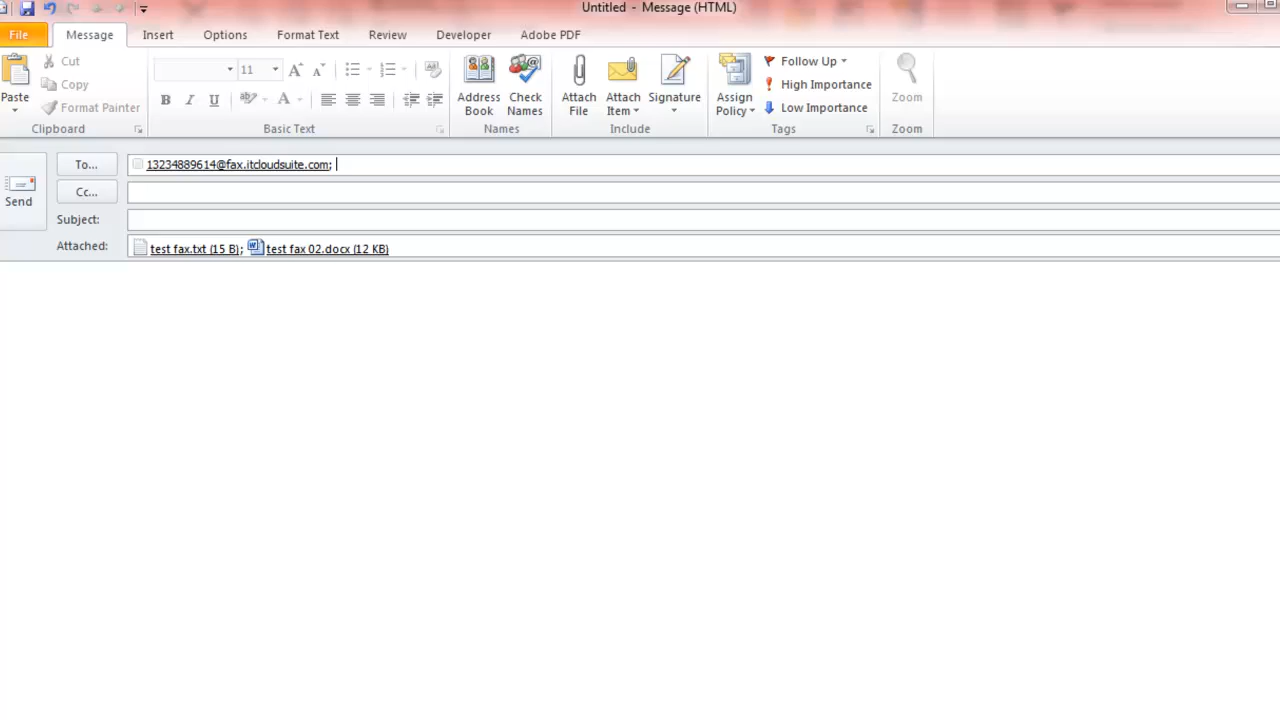 Untitled - Message (HTML)
File Message Insert Options Format Text Review Developer Adobe PDF
Paste
Cut
Copy
Format Painter
Clipboard
11
B I U
Basic Text
Address Book
Check Names
Names
Attach File
Attach Item
Signature
Include
Assign Policy
Follow Up
High Importance
Low Importance
Tags
Zoom
Zoom
Send
To... 13234889614@fax.itcloudsuite.com;
Cc...
Subject:
Attached: test fax.txt (15 B); test fax 02.docx (12 KB)